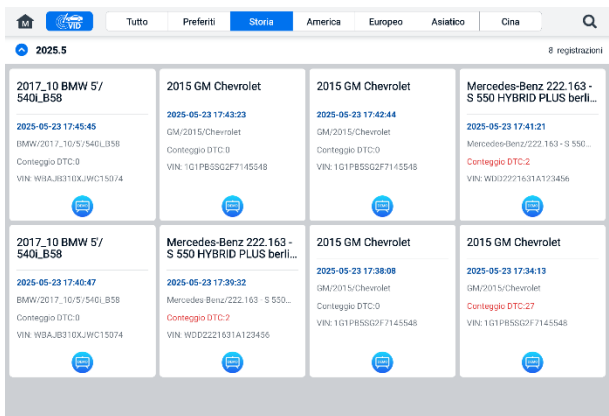 M
VID
Tutto
Preferiti
Storia
America
Europeo
Asiatico
Cina
2025.5
8 registrazioni
2017_10 BMW 5'/
540i_B58
2025-05-23 17:45:45
BMW/2017_10/5'/540i_B58
Conteggio DTC:0
VIN: WBAJB310XJWC15074
DEMO
2015 GM Chevrolet
2025-05-23 17:43:23
GM/2015/Chevrolet
Conteggio DTC:0
VIN: 1G1PB5SG2F7145548
DEMO
2015 GM Chevrolet
2025-05-23 17:42:44
GM/2015/Chevrolet
Conteggio DTC:0
VIN: 1G1PB5SG2F7145548
DEMO
Mercedes-Benz 222.163 -
S 550 HYBRID PLUS berli...
2025-05-23 17:41:21
Mercedes-Benz/222.163 - S 550...
Conteggio DTC:2
VIN: WDD2221631A123456
DEMO
2017_10 BMW 5'/
540i_B58
2025-05-23 17:40:47
BMW/2017_10/5'/540i_B58
Conteggio DTC:0
VIN: WBAJB310XJWC15074
DEMO
Mercedes-Benz 222.163 -
S 550 HYBRID PLUS berli...
2025-05-23 17:39:32
Mercedes-Benz/222.163 - S 550...
Conteggio DTC:2
VIN: WDD2221631A123456
DEMO
2015 GM Chevrolet
2025-05-23 17:38:08
GM/2015/Chevrolet
Conteggio DTC:0
VIN: 1G1PB5SG2F7145548
DEMO
2015 GM Chevrolet
2025-05-23 17:34:13
GM/2015/Chevrolet
Conteggio DTC:27
VIN: 1G1PB5SG2F7145548
DEMO